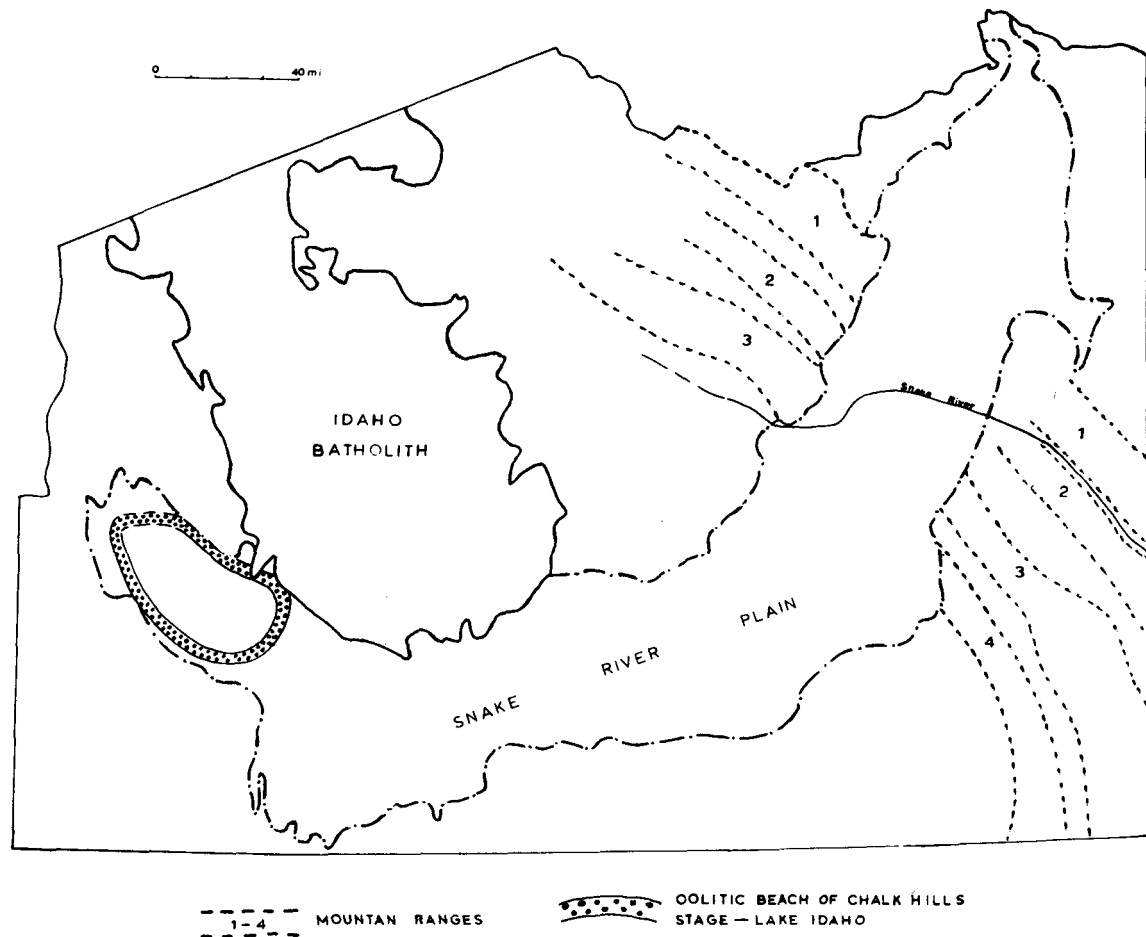 0 40 mi
1
2
3
IDAHO
BATHOLITH
Snake River
1
2
3
4
SNAKE RIVER PLAIN
1-4 MOUNTAN RANGES
OOLITIC BEACH OF CHALK HILLS
STAGE — LAKE IDAHO